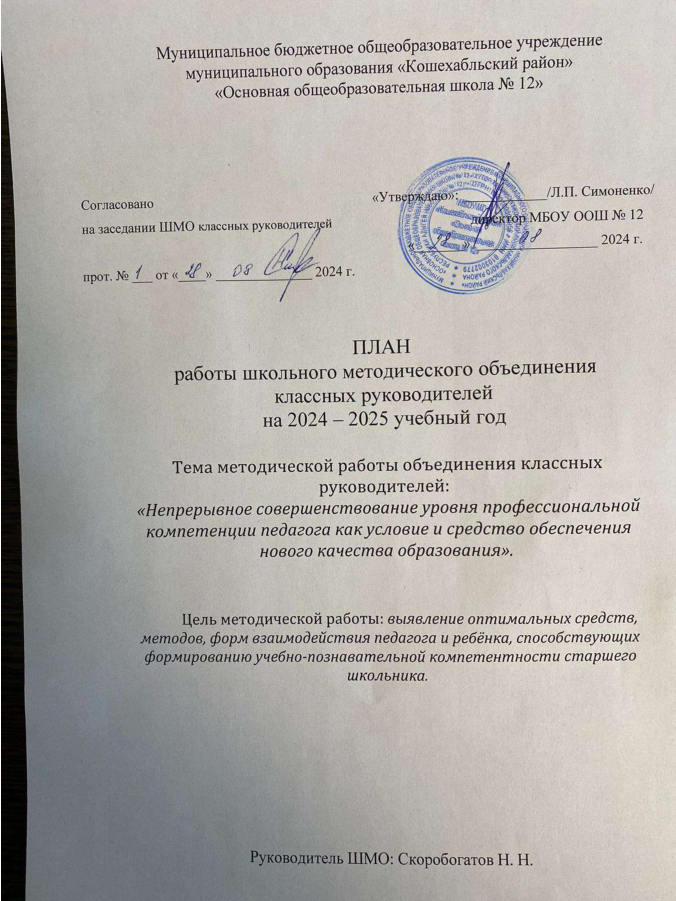 Муниципальное бюджетное общеобразовательное учреждение
муниципального образования «Кошехабльский район»
«Основная общеобразовательная школа № 12»
Согласовано
на заседании ШМО классных руководителей
прот. № 1 от « 28 » 08 2024 г.
«Утверждаю»: /Л.П. Симоненко/
директор МБОУ ООШ № 12
« » 08 2024 г.
ПЛАН
работы школьного методического объединения
классных руководителей
на 2024 – 2025 учебный год
Тема методической работы объединения классных
руководителей:
«Непрерывное совершенствование уровня профессиональной
компетенции педагога как условие и средство обеспечения
нового качества образования».
Цель методической работы: выявление оптимальных средств,
методов, форм взаимодействия педагога и ребёнка, способствующих
формированию учебно-познавательной компетентности старшего
школьника.
Руководитель ШМО: Скоробогатов Н. Н.